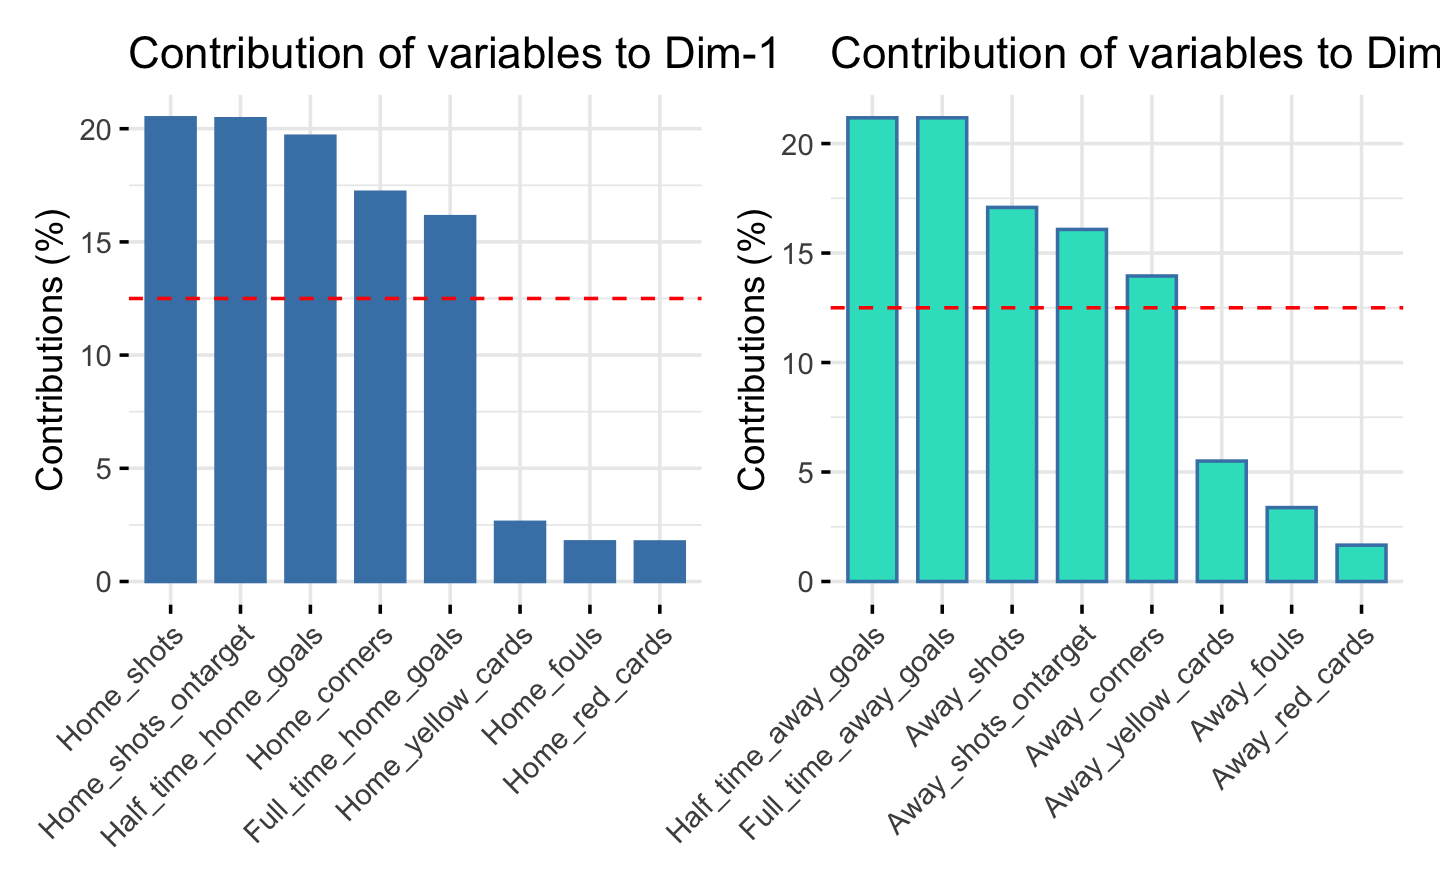 Contribution of variables to Dim-1
Contributions (%)
20
15
10
5
0
Home_shots
Home_shots_ontarget
Half_time_home_goals
Home_corners
Full_time_home_goals
Home_yellow_cards
Home_fouls
Home_red_cards
Contribution of variables to Dim
Contributions (%)
20
15
10
5
0
Half_time_away_goals
Full_time_away_goals
Away_shots
Away_shots_ontarget
Away_corners
Away_yellow_cards
Away_fouls
Away_red_cards